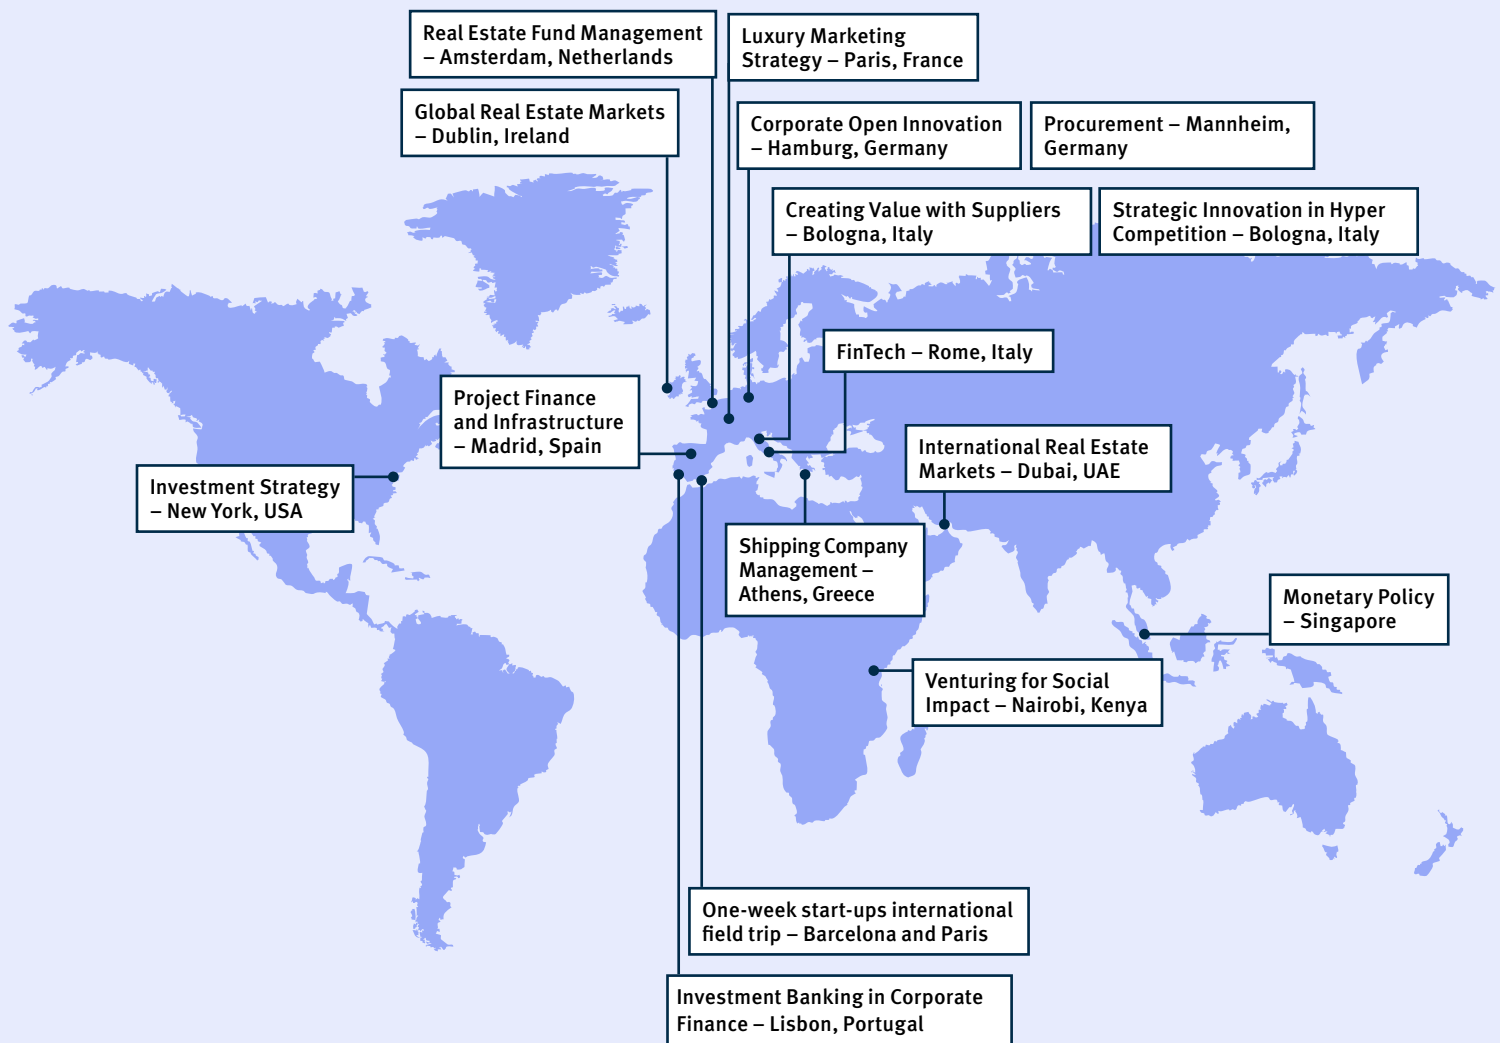 Real Estate Fund Management
– Amsterdam, Netherlands
Luxury Marketing
Strategy – Paris, France
Global Real Estate Markets
– Dublin, Ireland
Corporate Open Innovation
– Hamburg, Germany
Procurement – Mannheim,
Germany
Creating Value with Suppliers
– Bologna, Italy
Strategic Innovation in Hyper
Competition – Bologna, Italy
FinTech – Rome, Italy
Project Finance
and Infrastructure
– Madrid, Spain
International Real Estate
Markets – Dubai, UAE
Investment Strategy
– New York, USA
Shipping Company
Management –
Athens, Greece
Monetary Policy
– Singapore
Venturing for Social
Impact – Nairobi, Kenya
One-week start-ups international
field trip – Barcelona and Paris
Investment Banking in Corporate
Finance – Lisbon, Portugal